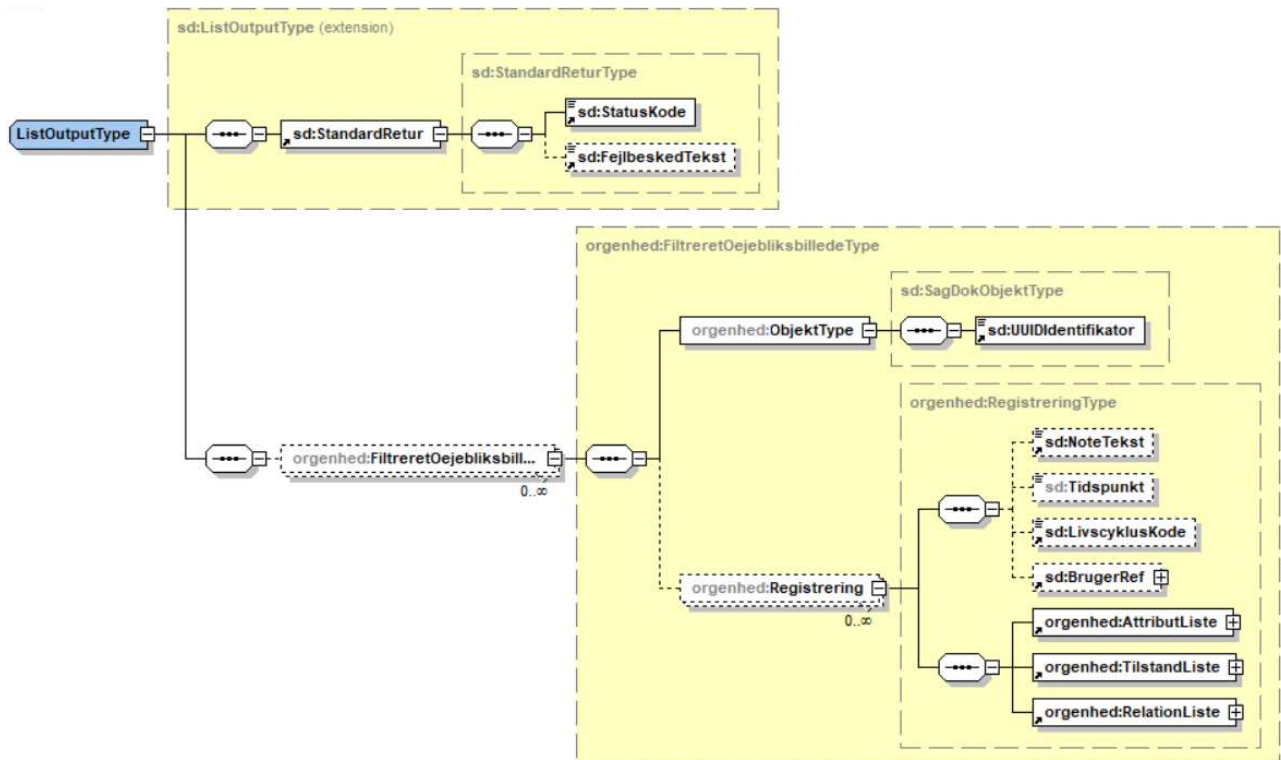 sd:ListOutputType (extension)
sd:StandardReturType
ListOutputType
sd:StandardRetur
sd:StatusKode
sd:FejlbeskedTekst
orgenhed:FiltreretOejebliksbilledeType
sd:SagDokObjektType
orgenhed:ObjektType
sd:UUIDIdentifikator
orgenhed:RegistreringType
orgenhed:FiltreretOejebliksbill...
0..∞
sd:NoteTekst
sd:Tidspunkt
sd:LivscyklusKode
sd:BrugerRef
orgenhed:Registrering
0..∞
orgenhed:AttributListe
orgenhed:TilstandListe
orgenhed:RelationListe